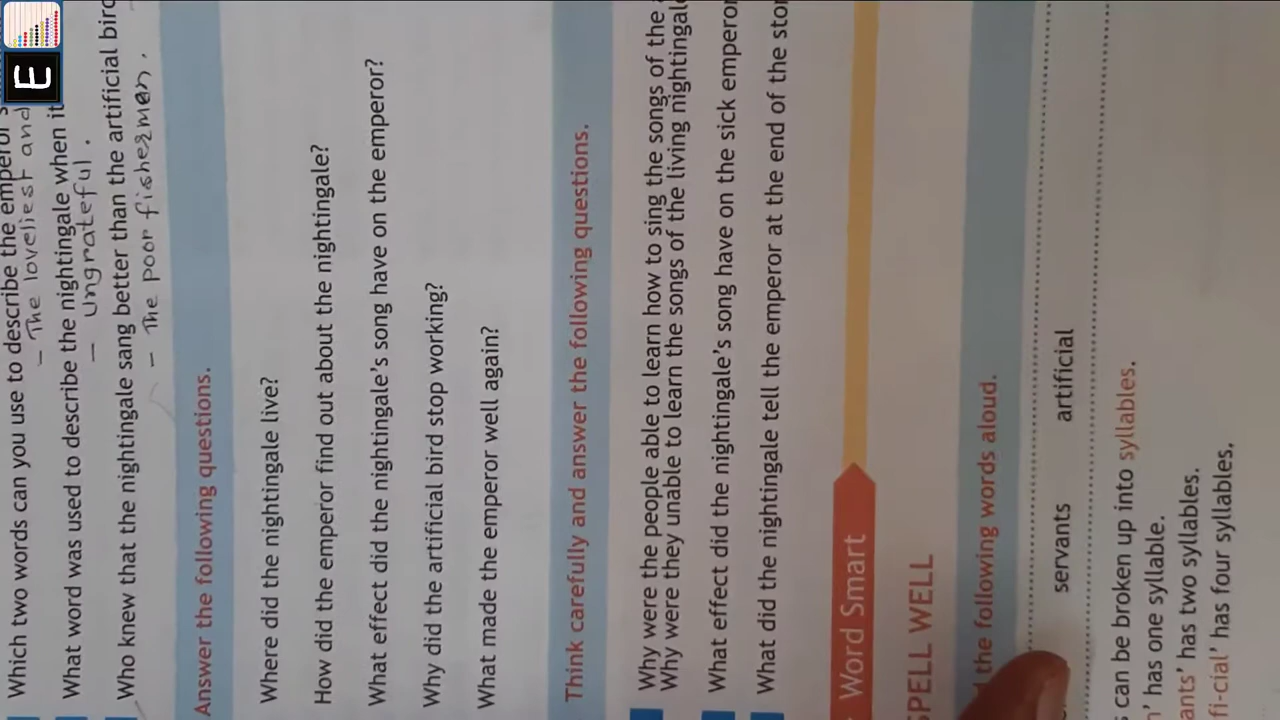 E
Which two words can you use to describe the emperor's
– The loveliest and
What word was used to describe the nightingale when it
– ungrateful.
Who knew that the nightingale sang better than the artificial bird
– The poor fisherman.
Answer the following questions.
Where did the nightingale live?
How did the emperor find out about the nightingale?
What effect did the nightingale's song have on the emperor?
Why did the artificial bird stop working?
What made the emperor well again?
Think carefully and answer the following questions.
Why were the people able to learn how to sing the songs of the
Why were they unable to learn the songs of the living nightingale
What effect did the nightingale's song have on the sick emperor
What did the nightingale tell the emperor at the end of the stor
Word Smart
SPELL WELL
the following words aloud.
servants artificial
can be broken up into syllables.
' has one syllable.
ants' has two syllables.
fi-cial' has four syllables.